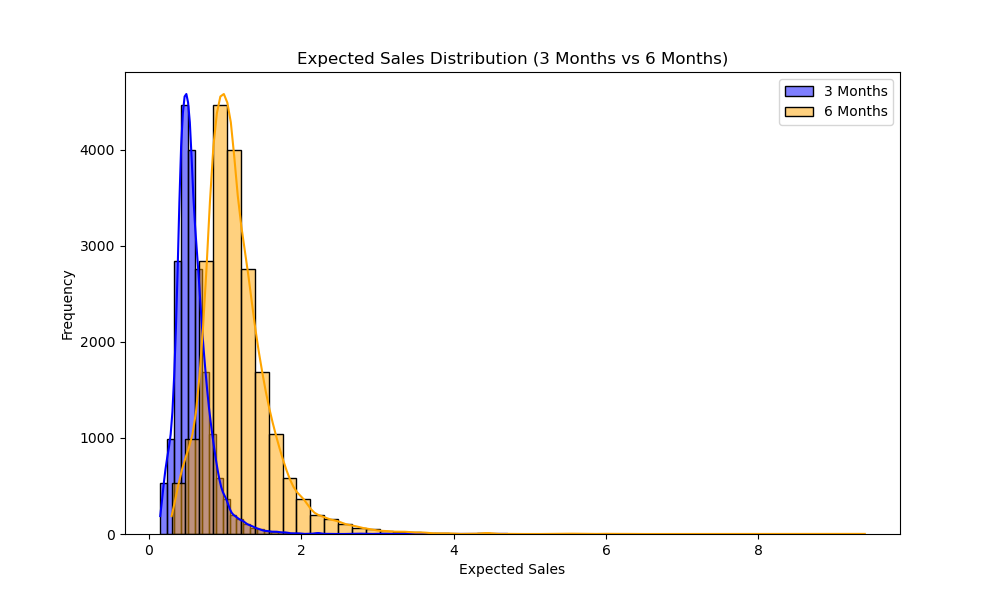 Expected Sales Distribution (3 Months vs 6 Months)
3 Months
6 Months
Frequency
4000
3000
2000
1000
0
0 2 4 6 8
Expected Sales